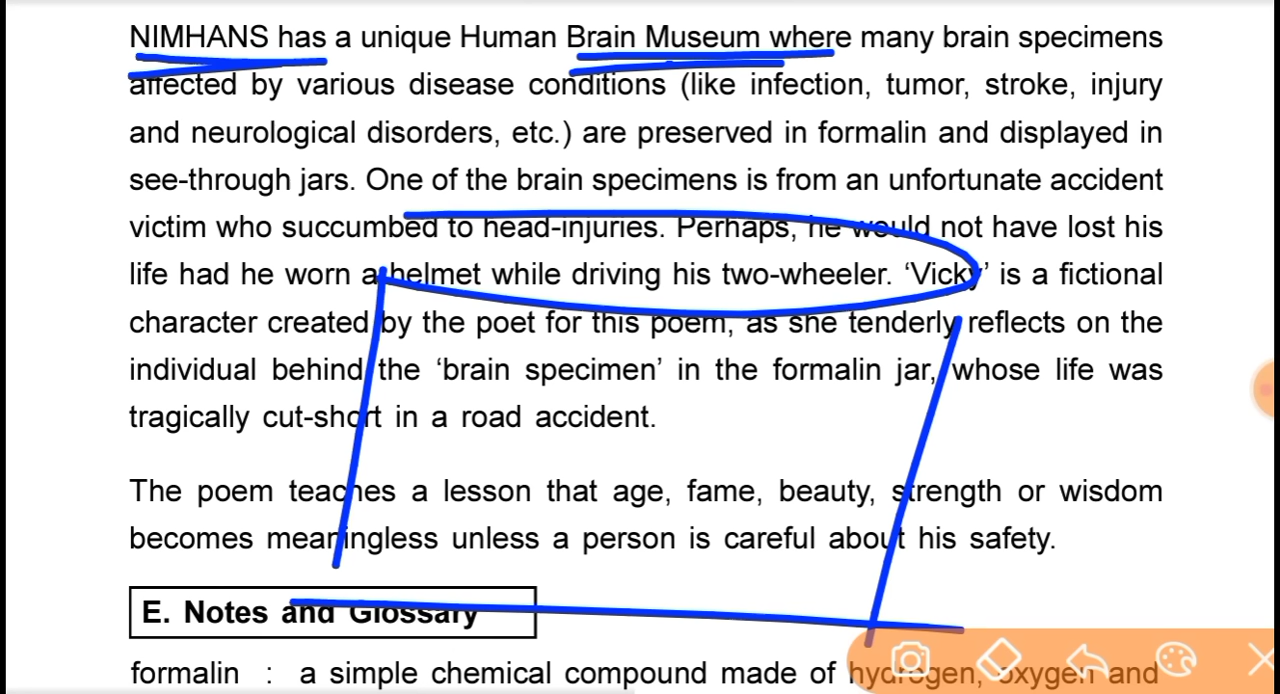 NIMHANS has a unique Human Brain Museum where many brain specimens
affected by various disease conditions (like infection, tumor, stroke, injury
and neurological disorders, etc.) are preserved in formalin and displayed in
see-through jars. One of the brain specimens is from an unfortunate accident
victim who succumbed to head-injuries. Perhaps, he would not have lost his
life had he worn a helmet while driving his two-wheeler. ‘Vicky’ is a fictional
character created by the poet for this poem, as she tenderly reflects on the
individual behind the ‘brain specimen’ in the formalin jar, whose life was
tragically cut-short in a road accident.
The poem teaches a lesson that age, fame, beauty, strength or wisdom
becomes meaningless unless a person is careful about his safety.
E. Notes and Glossary
formalin : a simple chemical compound made of hydrogen, oxygen and